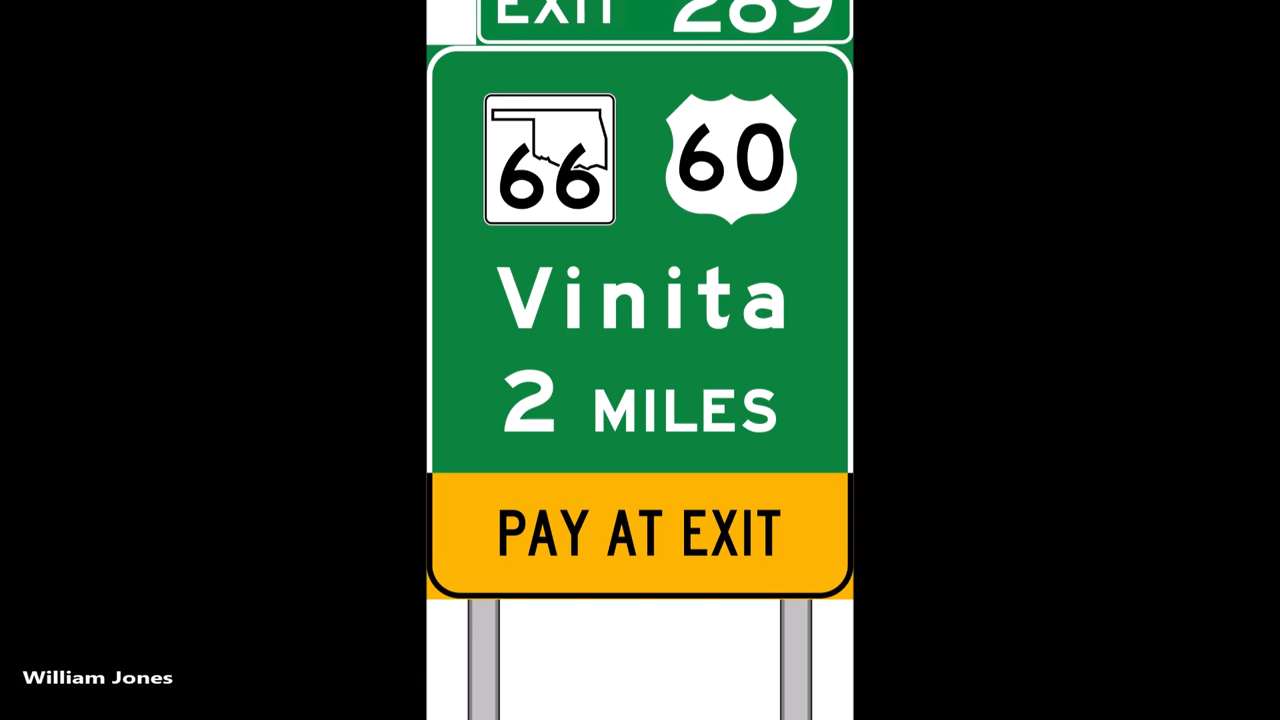 EXIT 289
66 60
Vinita
2 MILES
PAY AT EXIT
William Jones